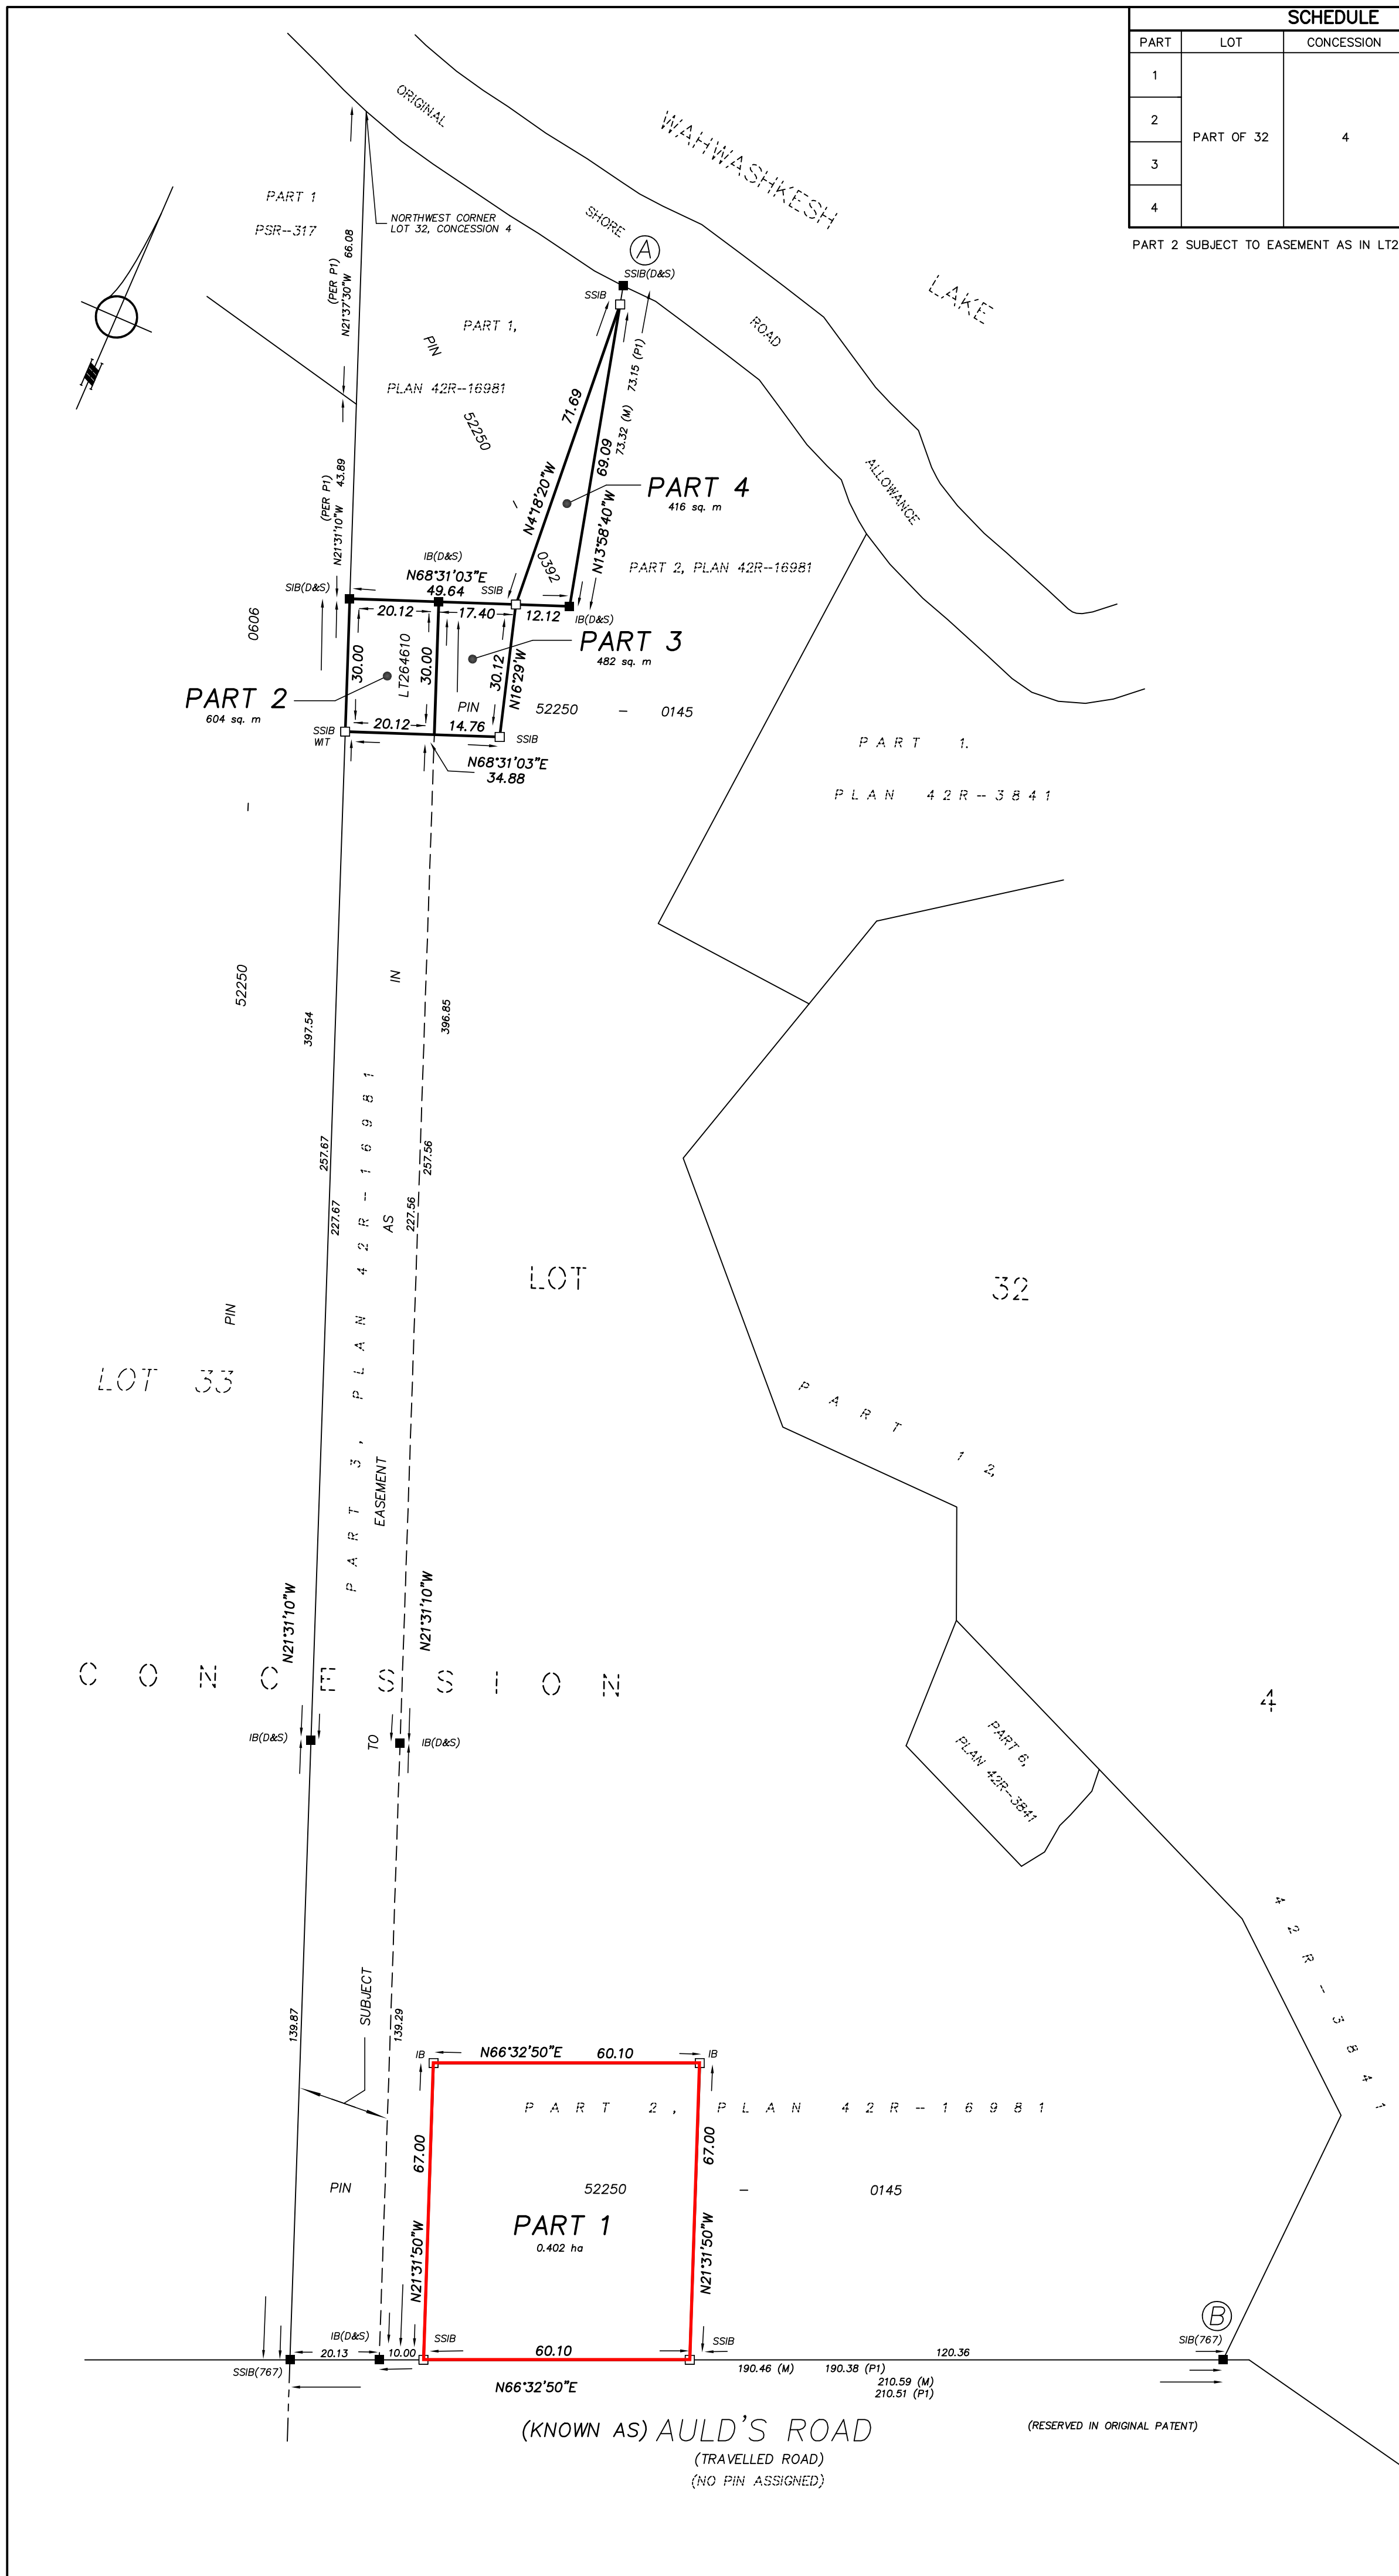 SCHEDULE
PART LOT CONCESSION
1
2
PART OF 32 4
3
4
PART 2 SUBJECT TO EASEMENT AS IN LT2
ORIGINAL
SHORE
ROAD
ALLOWANCE
WAHWASHKESH
LAKE
PART 1
PSR-317
NORTHWEST CORNER
LOT 32, CONCESSION 4
(PER P1)
N21°37'30"W 66.08
(PER P1)
N21°31'10"W 43.89
A
SSIB(D&S)
SSIB
PART 1,
PLAN 42R-16981
PIN
52250
-
0392
71.69
N4°18'20"W
73.32 (M) 73.15 (P1)
69.09
N13°58'40"W
PART 4
416 sq. m
PART 2, PLAN 42R-16981
IB(D&S)
N68°31'03"E
49.64
SSIB
SIB(D&S)
20.12
17.40
12.12
IB(D&S)
PART 3
482 sq. m
30.00
LT264610
30.00
30.12
N16°29'W
PART 2
604 sq. m
PIN 52250 - 0145
20.12
14.76
SSIB
WIT
SSIB
N68°31'03"E
34.88
0606
-
52250
PIN
PART 1.
PLAN 42R-3841
397.54
396.85
257.67
257.56
227.67
227.56
PART 3, PLAN 42R-16981
SUBJECT
TO
EASEMENT
AS
IN
LOT 32
LOT 33
PART 12,
42R-3841
N21°31'10"W
N21°31'10"W
CONCESSION 4
IB(D&S)
IB(D&S)
PART 6,
PLAN 42R-3841
139.87
139.29
IB
N66°32'50"E 60.10
IB
PART 2, PLAN 42R-16981
67.00
67.00
PIN 52250 - 0145
PART 1
0.402 ha
N21°31'50"W
N21°31'50"W
B
SIB(767)
IB(D&S)
SSIB
SSIB
20.13
10.00
60.10
120.36
SSIB(767)
190.46 (M) 190.38 (P1)
210.59 (M)
210.51 (P1)
N66°32'50"E
(KNOWN AS) AULD'S ROAD
(RESERVED IN ORIGINAL PATENT)
(TRAVELLED ROAD)
(NO PIN ASSIGNED)